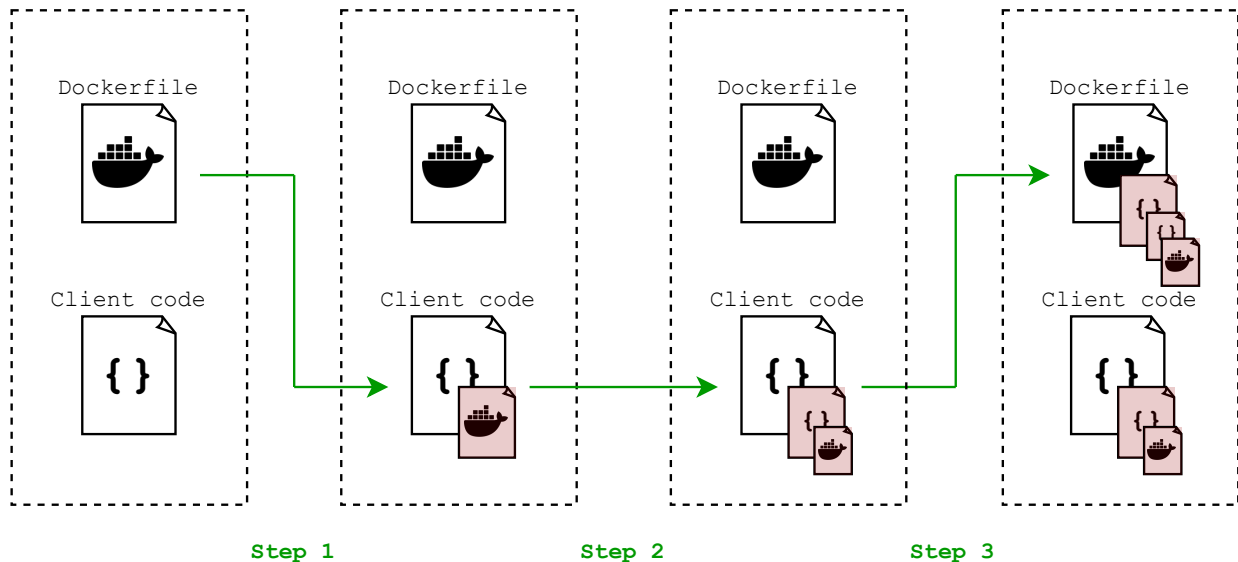 Dockerfile
Dockerfile
Dockerfile
Dockerfile
Client code
Client code
Client code
Client code
{ }
{ }
{ }
{ }
{ }
{ }
{ }
{ }
Step 1
Step 2
Step 3